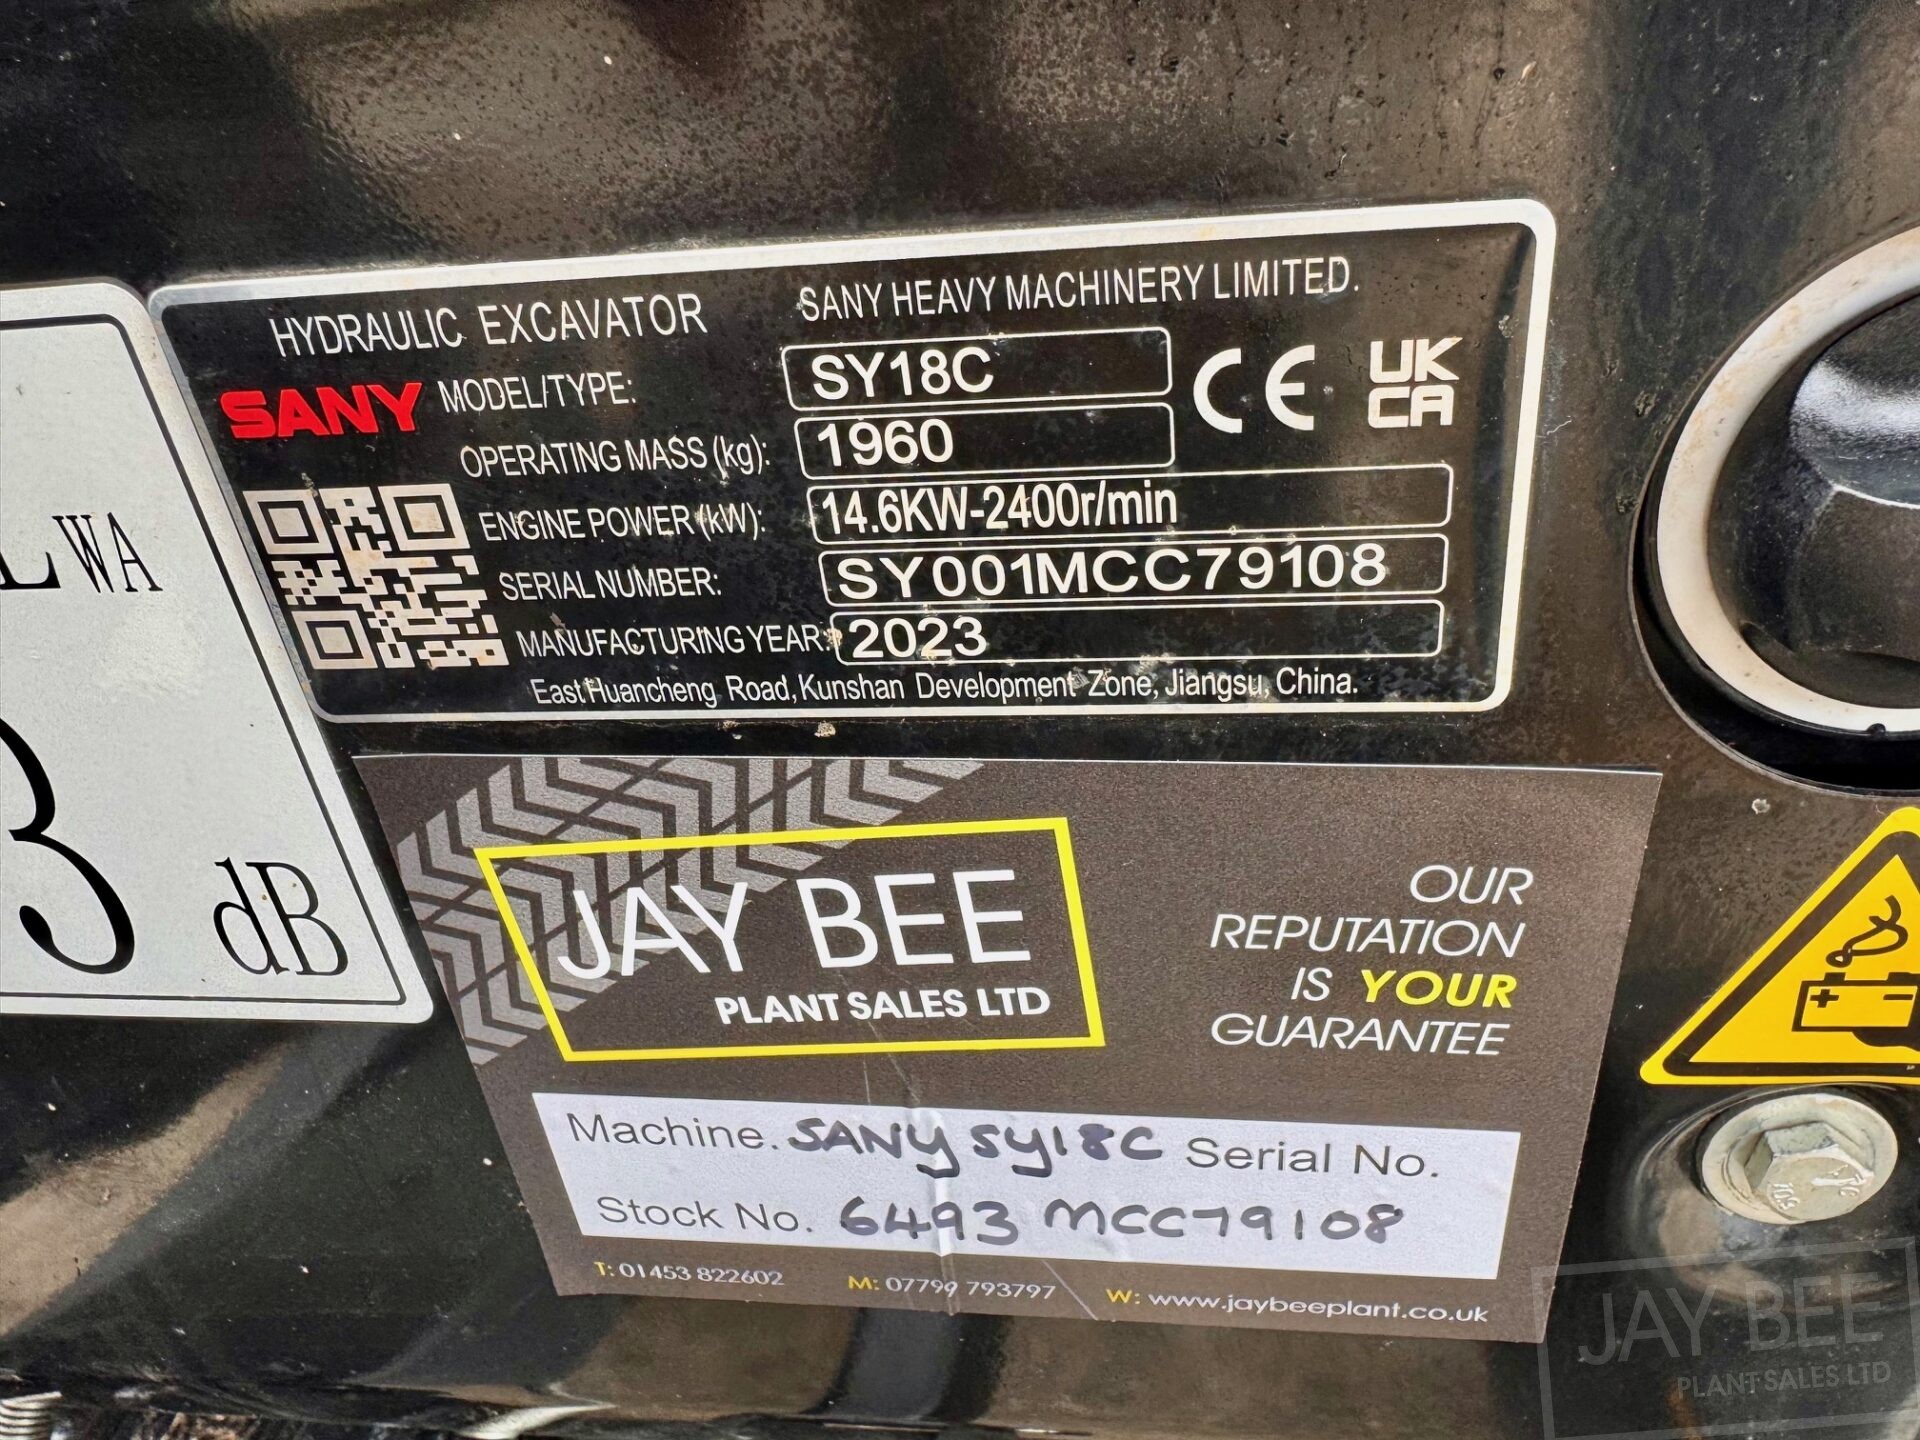 HYDRAULIC EXCAVATOR SANY HEAVY MACHINERY LIMITED.
SANY MODEL/TYPE: SY18C CE UK CA
OPERATING MASS (kg): 1960
ENGINE POWER (kW): 14.6KW-2400r/min
SERIAL NUMBER: SY001MCC79108
MANUFACTURING YEAR: 2023
East Huancheng Road, Kunshan Development Zone, Jiangsu, China.
LWA
3 dB
JAY BEE
PLANT SALES LTD
OUR
REPUTATION
IS YOUR
GUARANTEE
Machine. SANY SY18C Serial No.
Stock No. 6493 MCC79108
T: 01453 822602 M: 07799 793797 W: www.jaybeeplant.co.uk
JAY BEE
PLANT SALES LTD